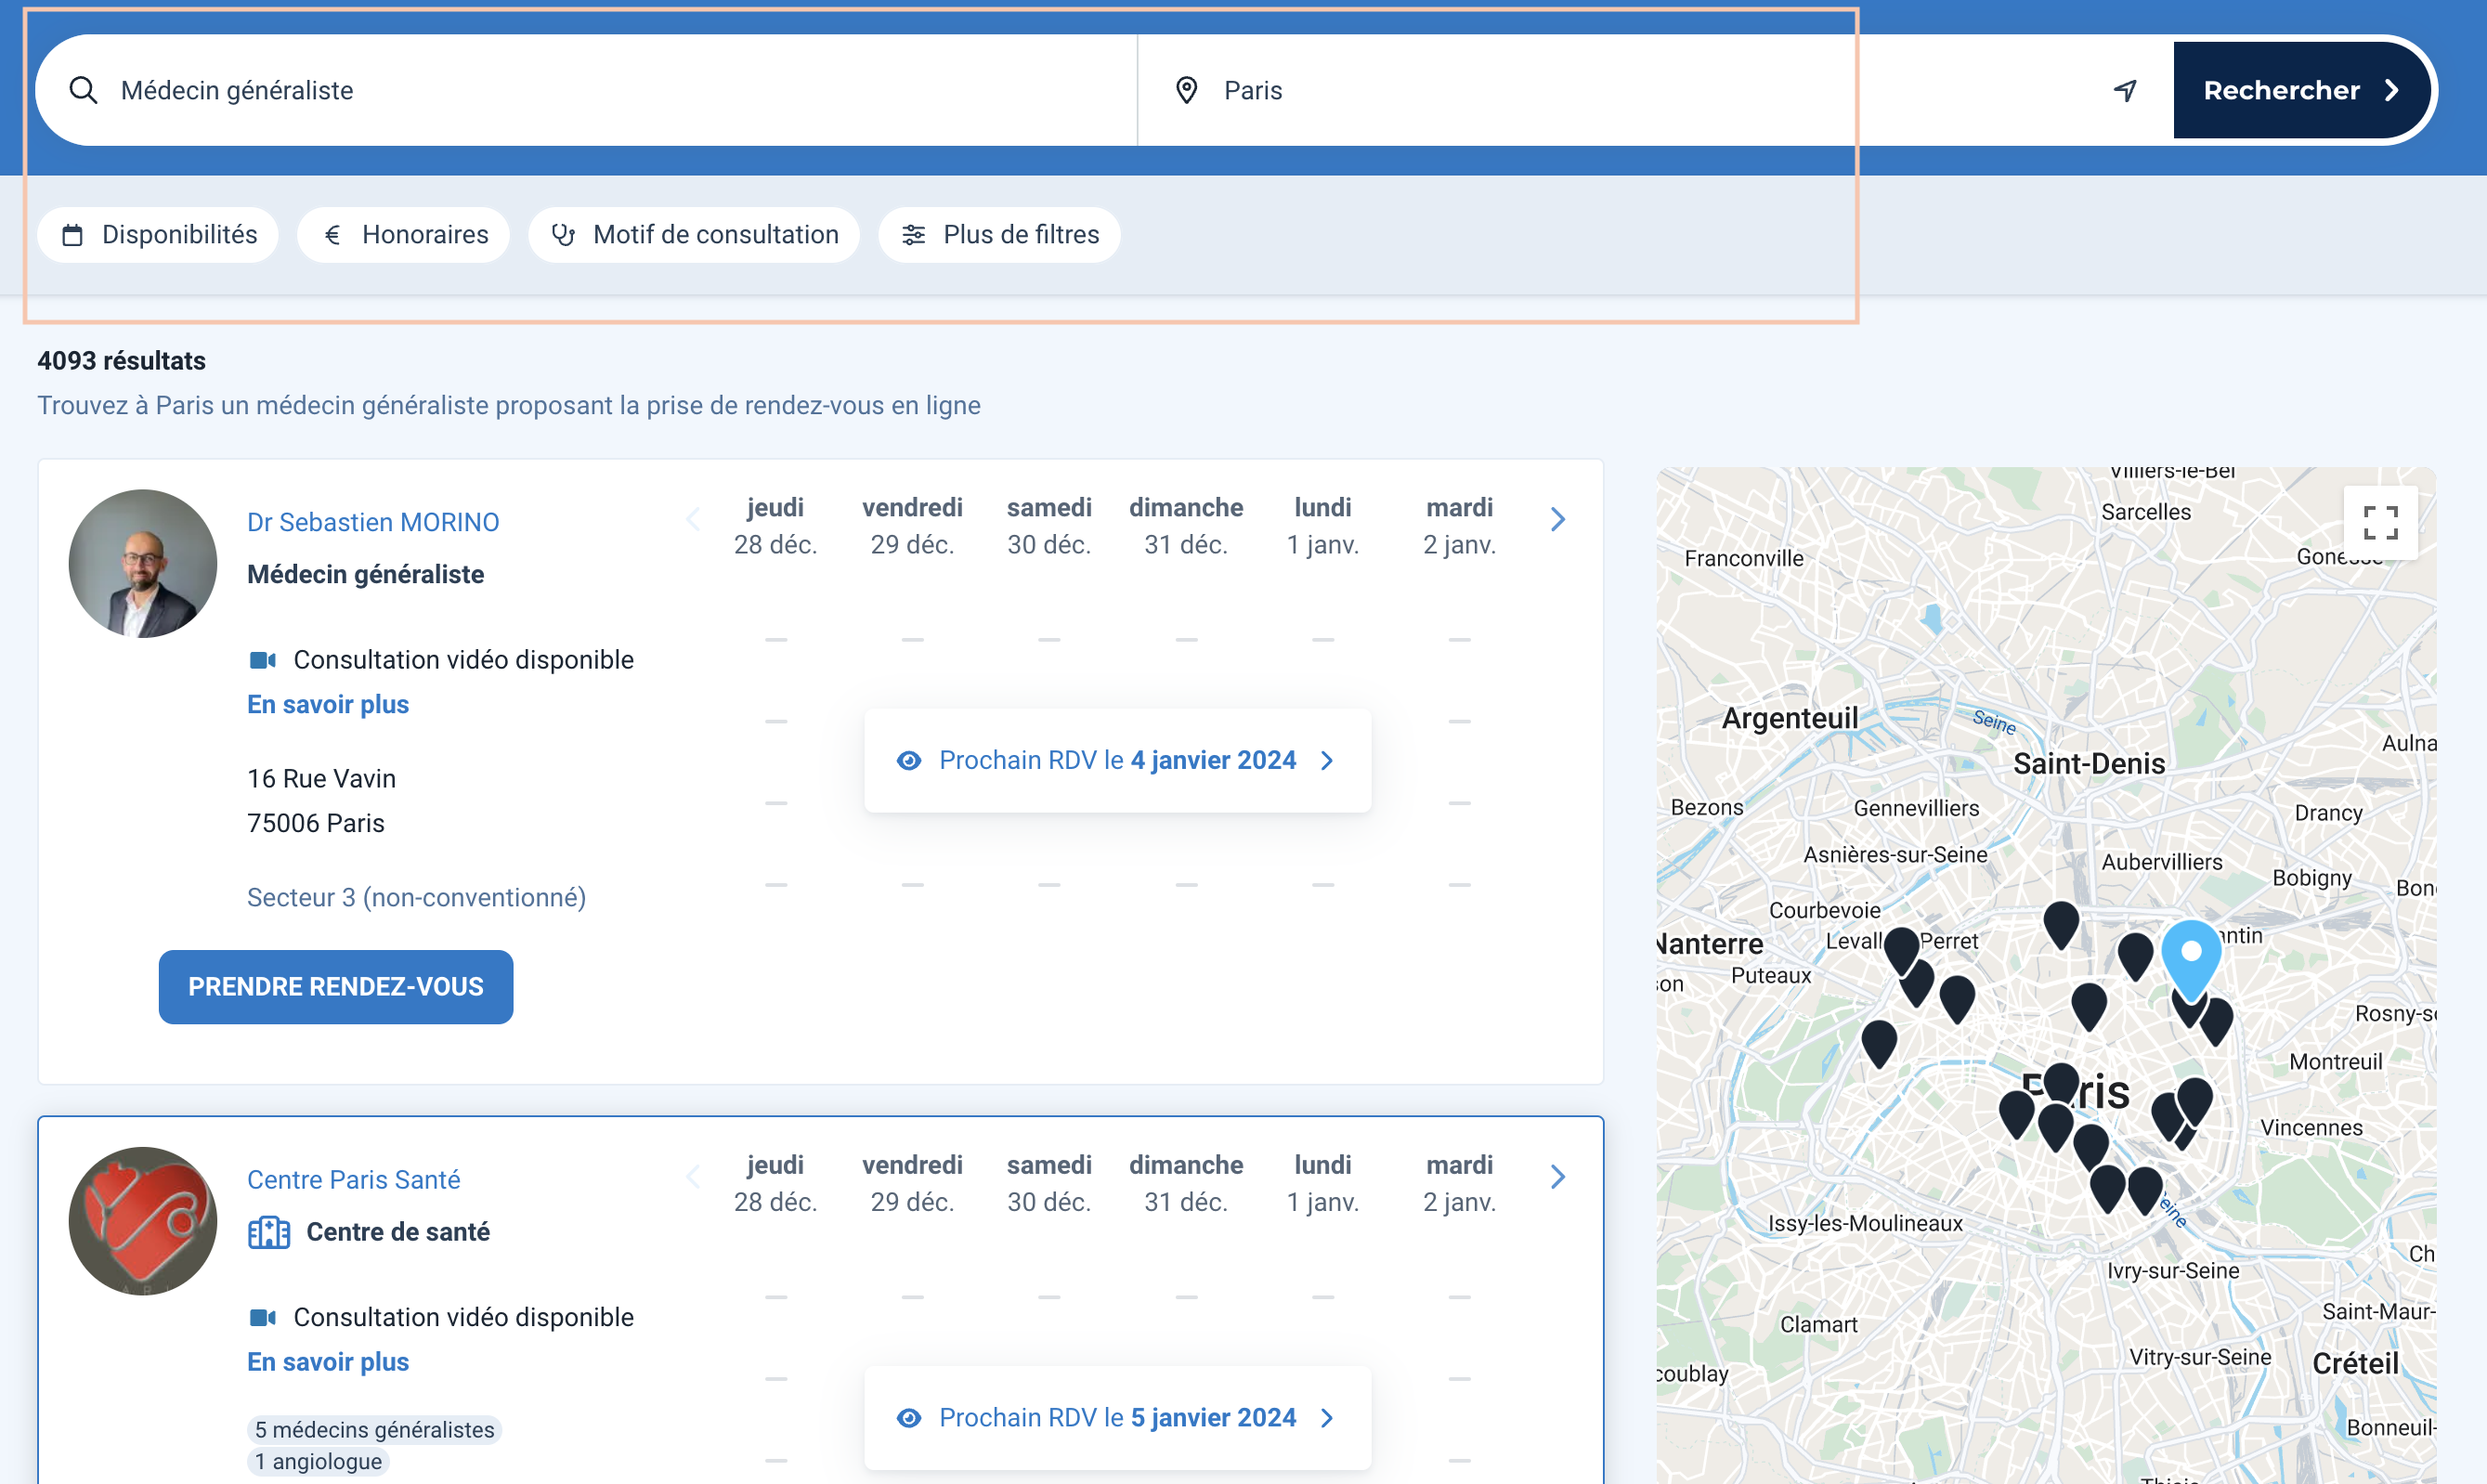 Médecin généraliste
Paris
Rechercher
Disponibilités
Honoraires
Motif de consultation
Plus de filtres
4093 résultats
Trouvez à Paris un médecin généraliste proposant la prise de rendez-vous en ligne
Dr Sebastien MORINO
Médecin généraliste
Consultation vidéo disponible
En savoir plus
16 Rue Vavin
75006 Paris
Secteur 3 (non-conventionné)
PRENDRE RENDEZ-VOUS
jeudi vendredi samedi dimanche lundi mardi
28 déc. 29 déc. 30 déc. 31 déc. 1 janv. 2 janv.
Prochain RDV le 4 janvier 2024
Centre Paris Santé
Centre de santé
Consultation vidéo disponible
En savoir plus
5 médecins généralistes
1 angiologue
jeudi vendredi samedi dimanche lundi mardi
28 déc. 29 déc. 30 déc. 31 déc. 1 janv. 2 janv.
Prochain RDV le 5 janvier 2024
Villiers-le-Bel
Sarcelles
Franconville
Argenteuil
Seine
Saint-Denis
Aulna
Bezons
Gennevilliers
Drancy
Asnières-sur-Seine
Aubervilliers
Bobigny
Bon
Courbevoie
Nanterre
Perret
antin
Puteaux
son
Rosny-s
Montreuil
Vincennes
Issy-les-Moulineaux
eine
Ch
Ivry-sur-Seine
Saint-Maur-
Clamart
Vitry-sur-Seine
Créteil
coublay
Bonneuil-